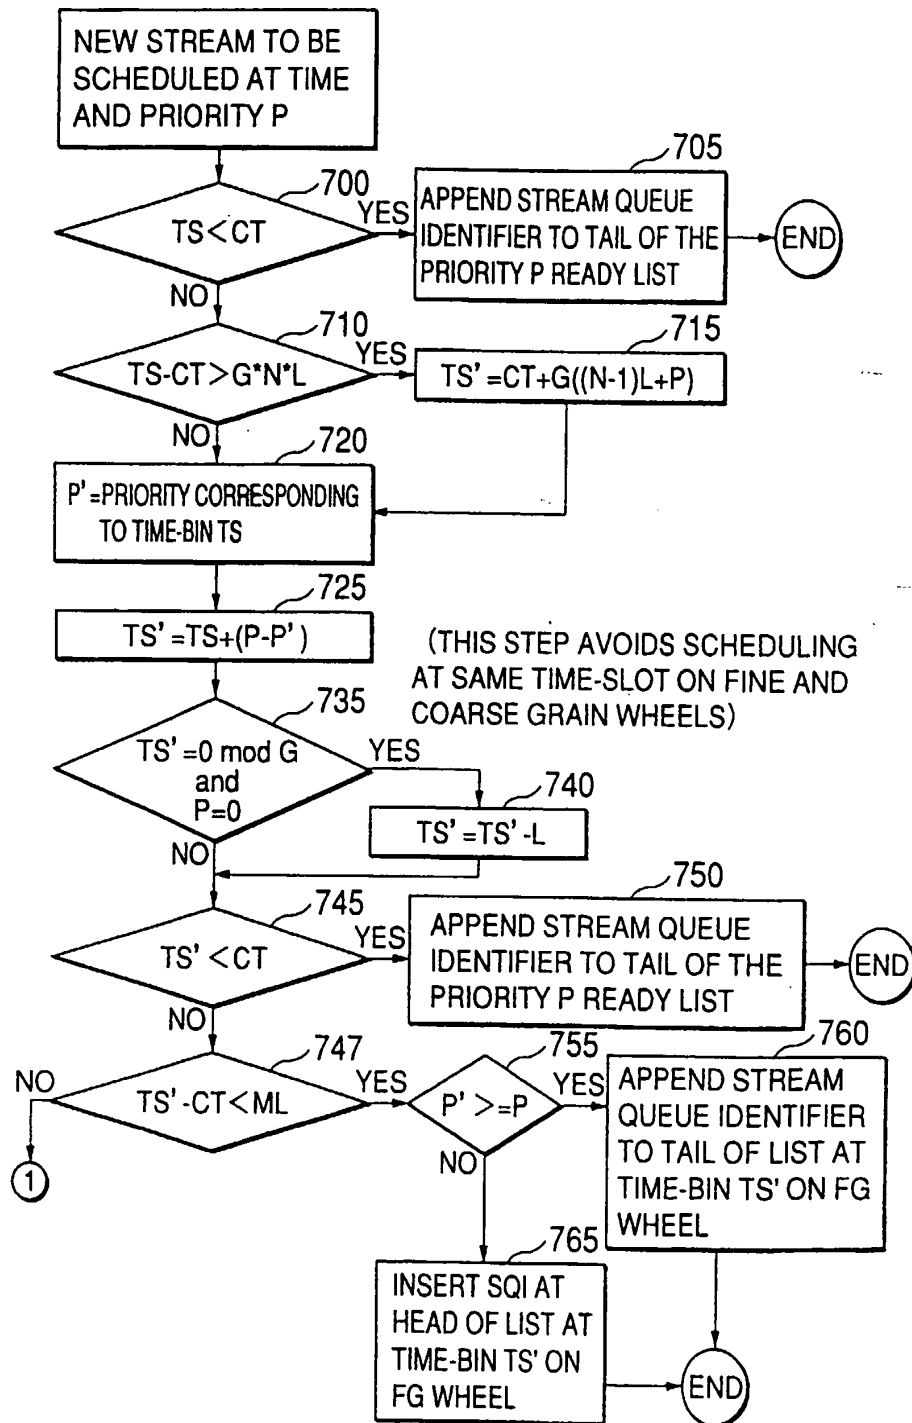 NEW STREAM TO BE
SCHEDULED AT TIME
AND PRIORITY P
700
TS<CT
YES
NO
705
APPEND STREAM QUEUE
IDENTIFIER TO TAIL OF THE
PRIORITY P READY LIST
END
710
TS-CT>G*N*L
YES
NO
715
TS'=CT+G((N-1)L+P)
720
P'=PRIORITY CORRESPONDING
TO TIME-BIN TS
725
TS'=TS+(P-P')
(THIS STEP AVOIDS SCHEDULING
AT SAME TIME-SLOT ON FINE AND
COARSE GRAIN WHEELS)
735
TS'=0 mod G
and
P=0
YES
NO
740
TS'=TS'-L
745
TS'<CT
YES
NO
750
APPEND STREAM QUEUE
IDENTIFIER TO TAIL OF THE
PRIORITY P READY LIST
END
747
TS'-CT<ML
NO
YES
1
755
P'>=P
YES
NO
760
APPEND STREAM
QUEUE IDENTIFIER
TO TAIL OF LIST AT
TIME-BIN TS' ON FG
WHEEL
765
INSERT SQI AT
HEAD OF LIST AT
TIME-BIN TS' ON
FG WHEEL
END